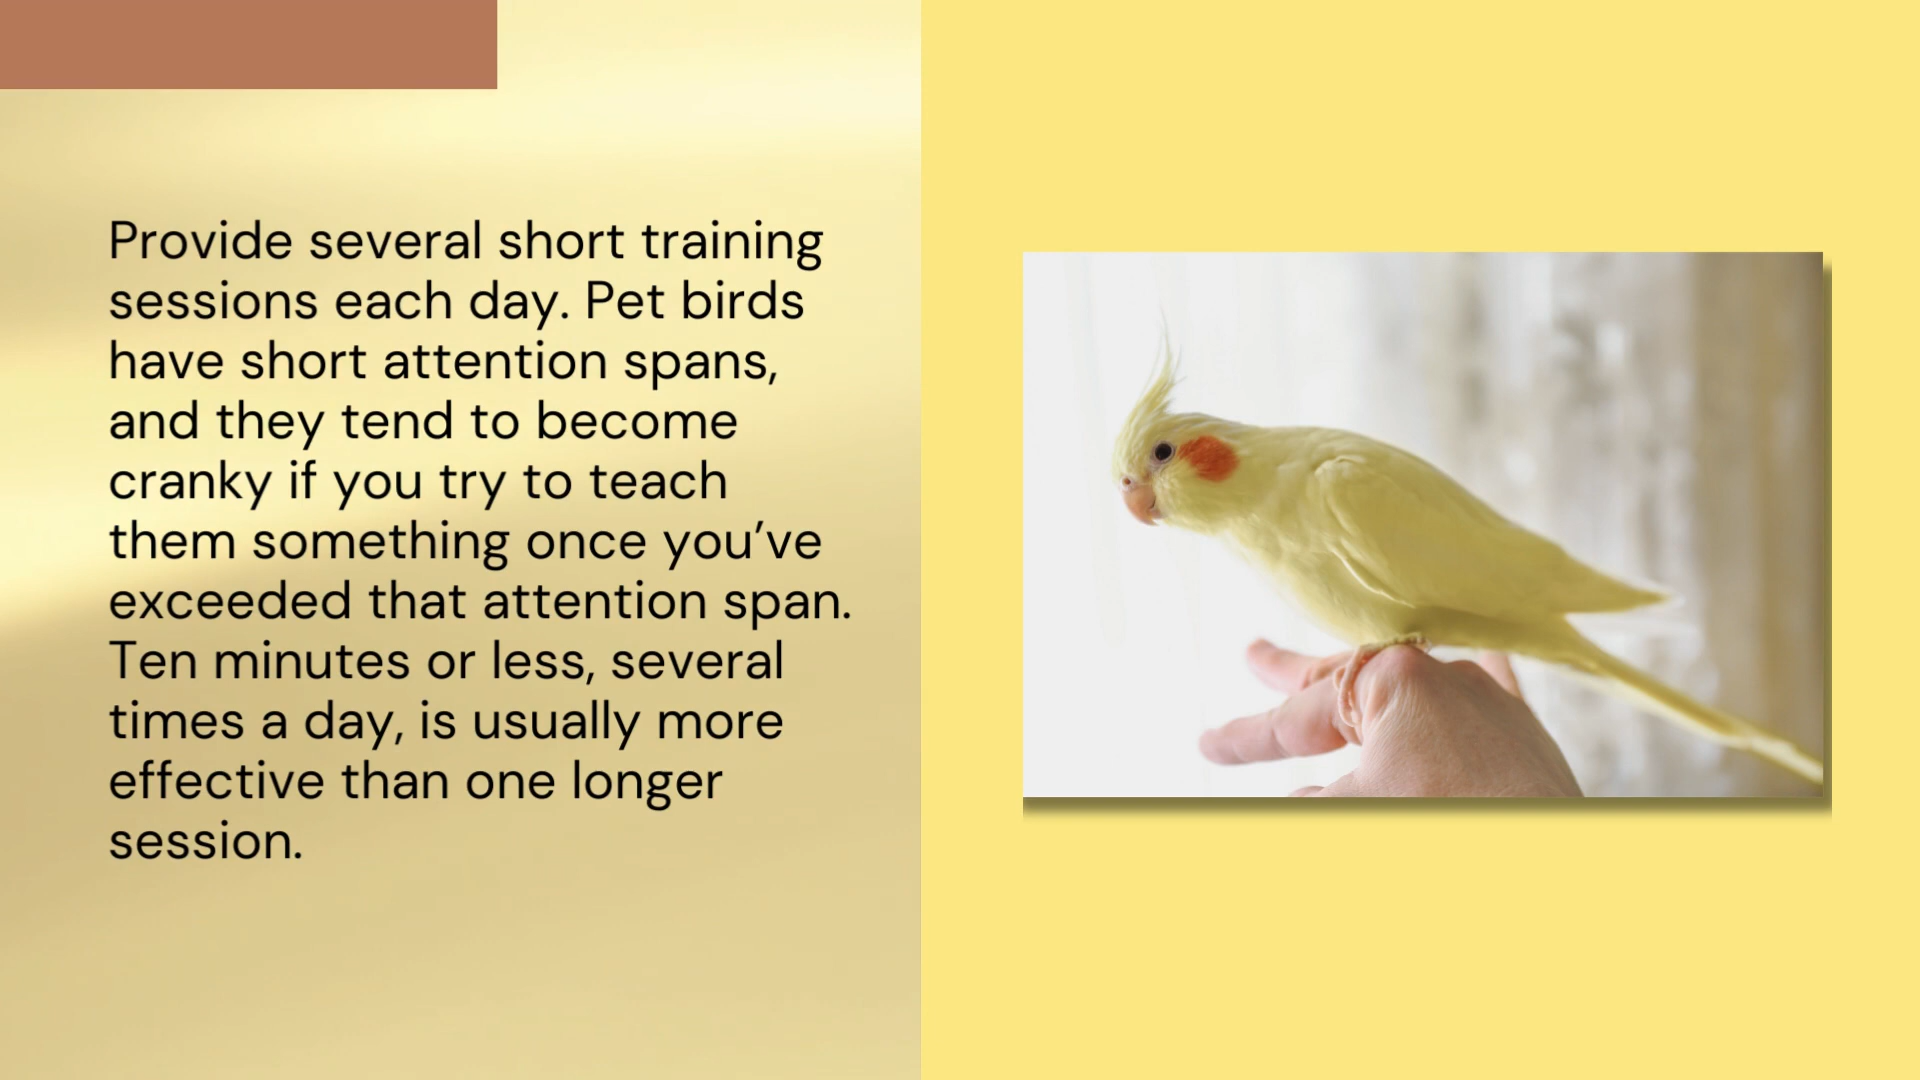 Provide several short training
sessions each day. Pet birds
have short attention spans,
and they tend to become
cranky if you try to teach
them something once you’ve
exceeded that attention span.
Ten minutes or less, several
times a day, is usually more
effective than one longer
session.